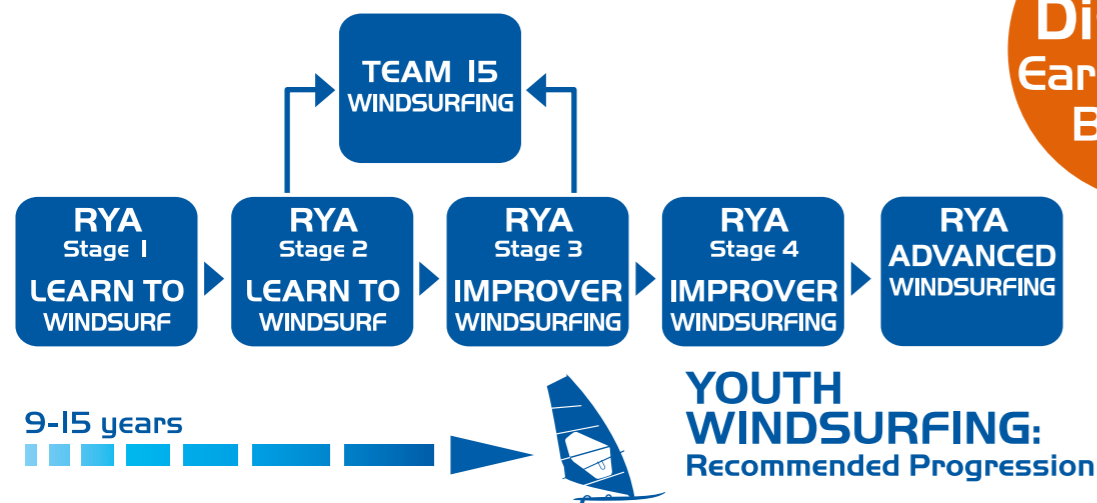 TEAM 15
WINDSURFING
RYA
Stage 1
LEARN TO
WINDSURF
RYA
Stage 2
LEARN TO
WINDSURF
RYA
Stage 3
IMPROVER
WINDSURFING
RYA
Stage 4
IMPROVER
WINDSURFING
RYA
ADVANCED
WINDSURFING
9-15 years
YOUTH
WINDSURFING:
Recommended Progression